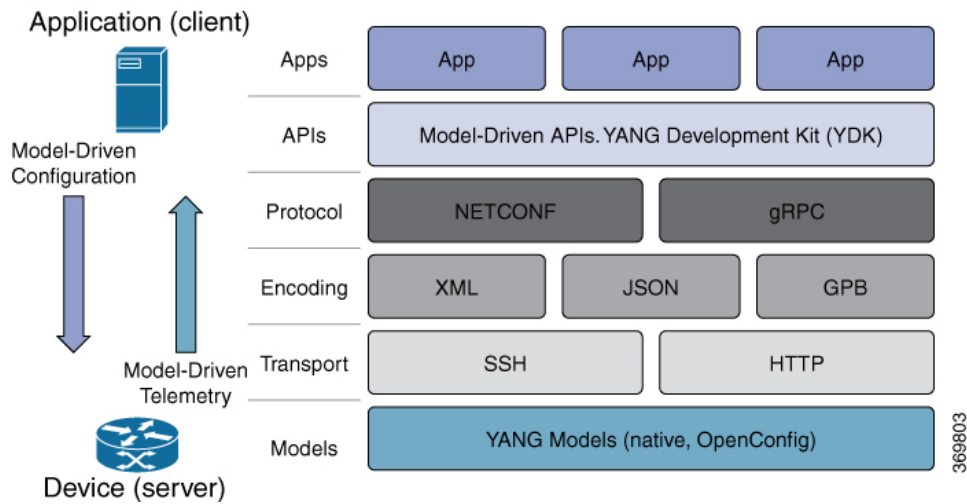 Application (client)
Model-Driven
Configuration
Model-Driven
Telemetry
Device (server)
Apps
App
App
App
APIs
Model-Driven APIs. YANG Development Kit (YDK)
Protocol
NETCONF
gRPC
Encoding
XML
JSON
GPB
Transport
SSH
HTTP
Models
YANG Models (native, OpenConfig)
369803